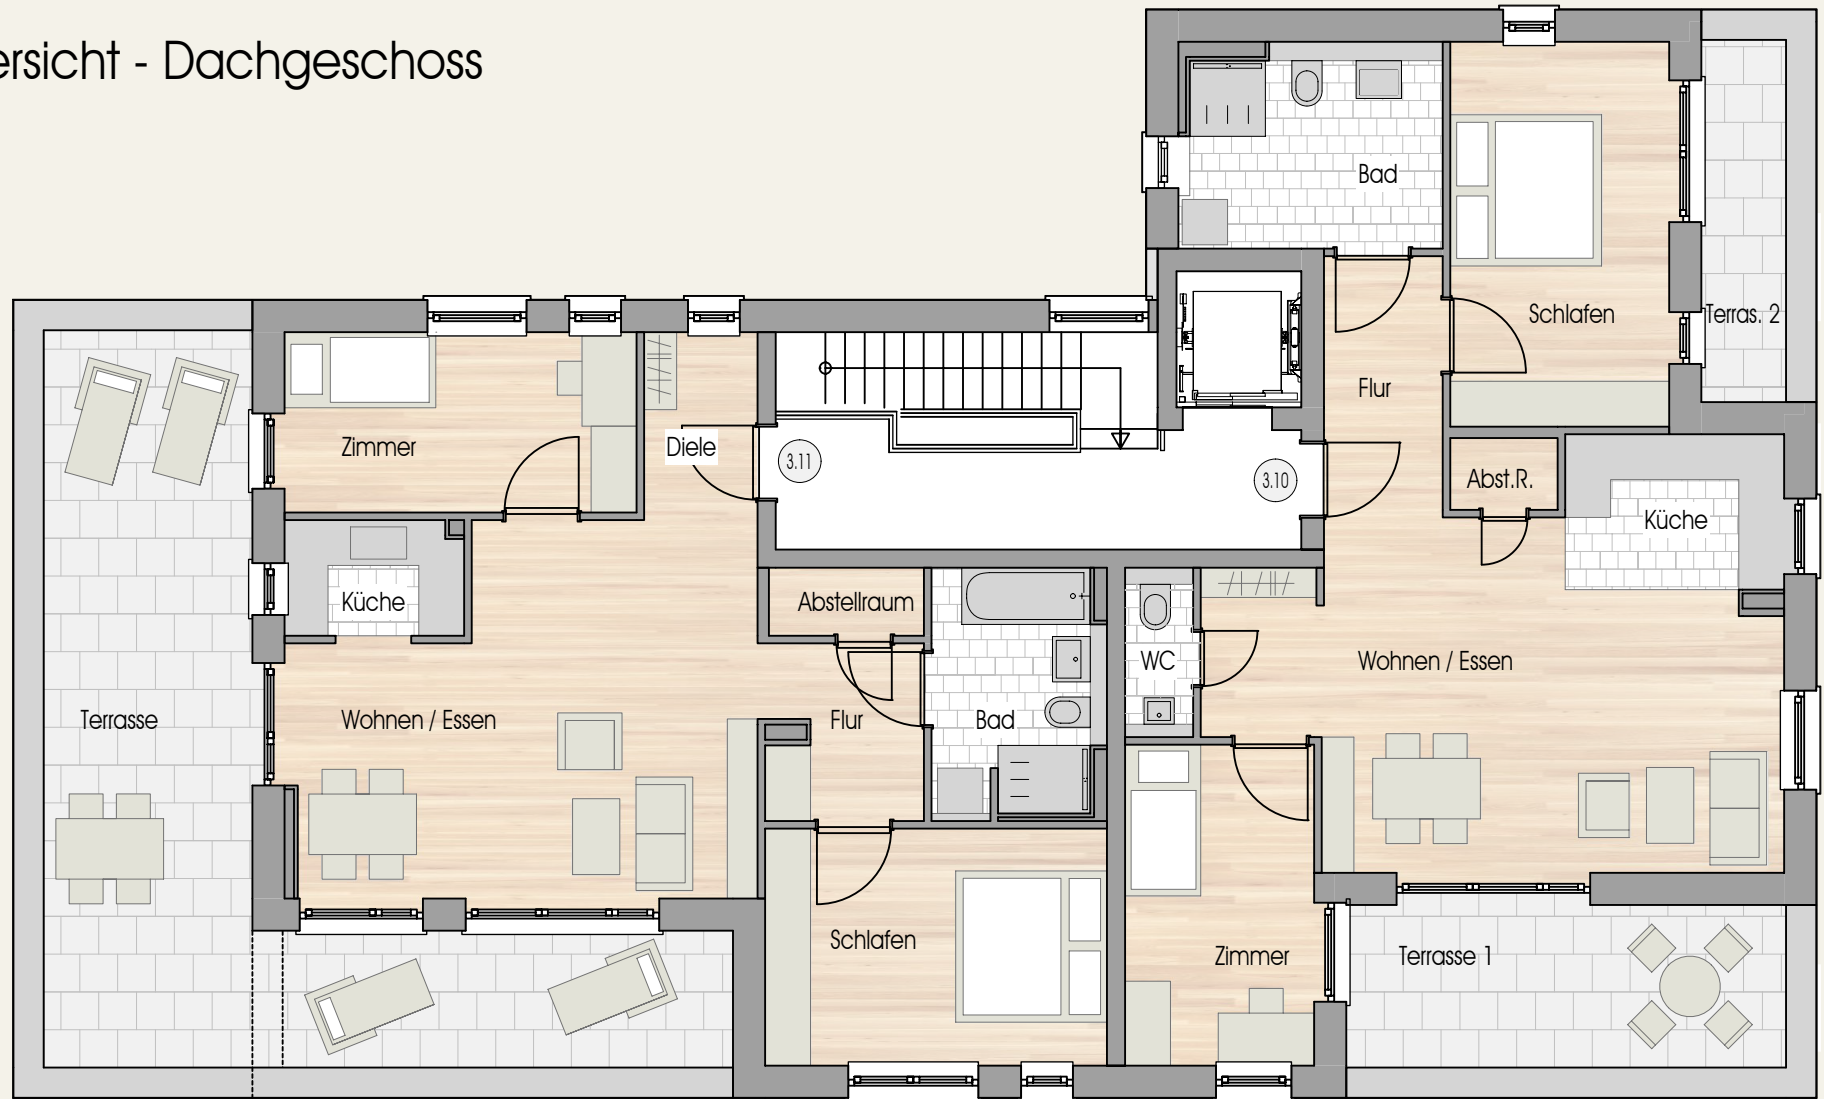 ersicht - Dachgeschoss
Bad
Schlafen
Terras. 2
Flur
Zimmer
Diele
3.11
3.10
Abst.R.
Küche
Küche
Abstellraum
WC
Wohnen / Essen
Terrasse
Wohnen / Essen
Flur
Bad
Schlafen
Zimmer
Terrasse 1